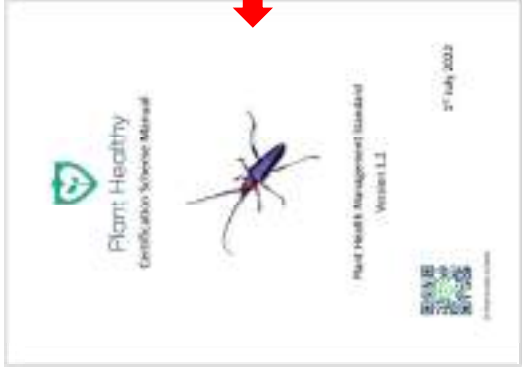 Plant Healthy
Certification Scheme Manual
Plant Health Management Standard
Version 1.2
1st July 2022